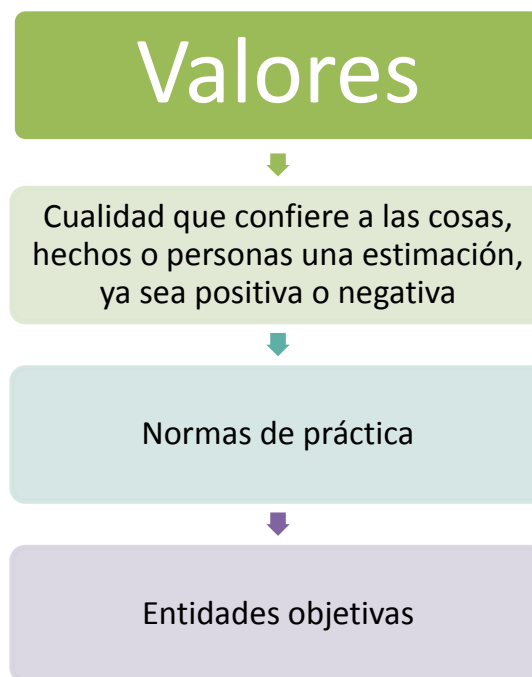 Valores
Cualidad que confiere a las cosas,
hechos o personas una estimación,
ya sea positiva o negativa
Normas de práctica
Entidades objetivas